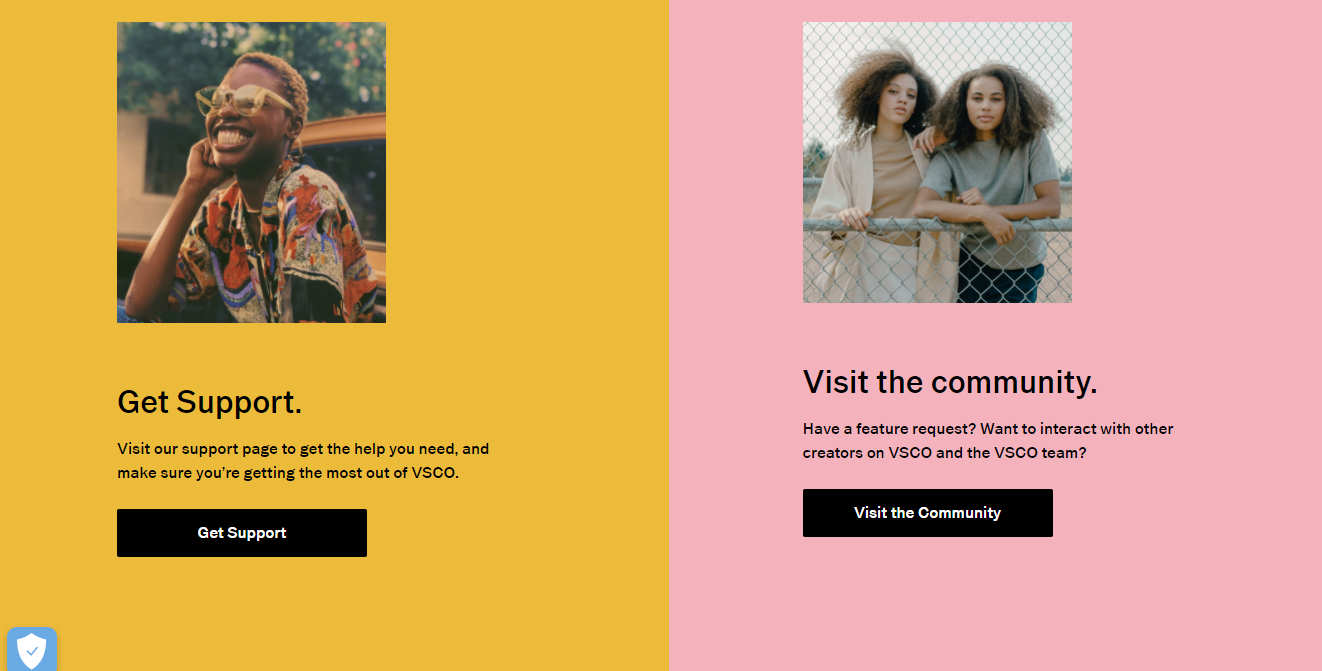 Get Support.
Visit our support page to get the help you need, and
make sure you’re getting the most out of VSCO.
Get Support
Visit the community.
Have a feature request? Want to interact with other
creators on VSCO and the VSCO team?
Visit the Community